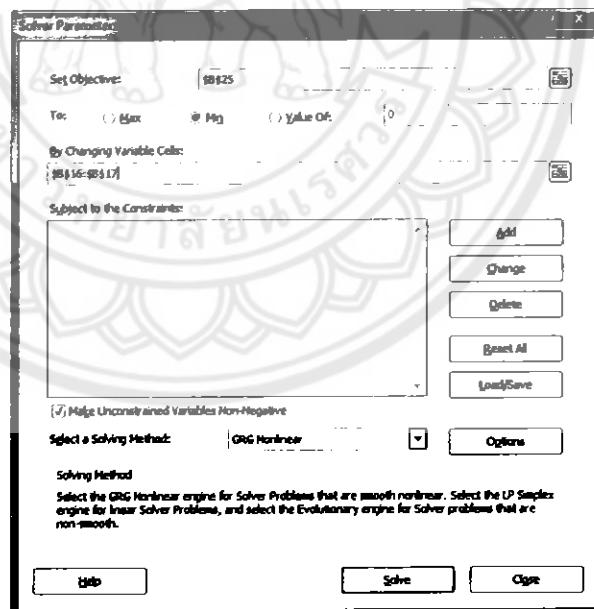 Solver Parameter
X
Set Objective: $B$25
To: Max Min Value Of: 0
By Changing Variable Cells:
$B$16:$B$17
Subject to the Constraints:
Add
Change
Delete
Reset All
Load/Save
Make Unconstrained Variables Non-Negative
Select a Solving Method: GRG Nonlinear Options
Solving Method
Select the GRG Nonlinear engine for Solver Problems that are smooth nonlinear. Select the LP Simplex
engine for linear Solver Problems, and select the Evolutionary engine for Solver problems that are
non-smooth.
Help Solve Close